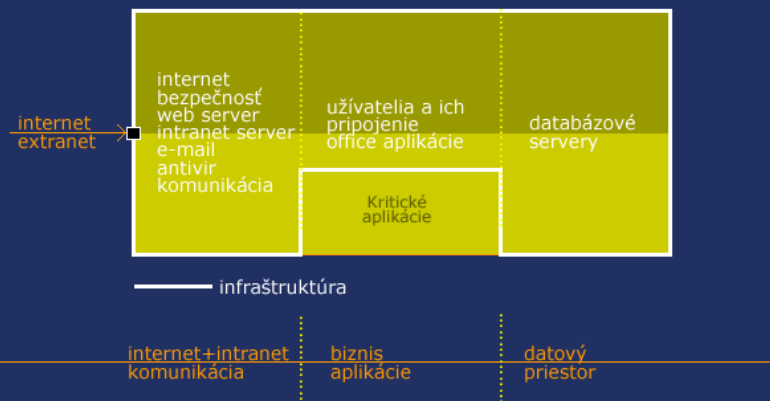 internet
bezpečnosť
web server
intranet server
e-mail
antivir
komunikácia
užívatelia a ich
pripojenie
office aplikácie
databázové
servery
internet
extranet
Kritické
aplikácie
infraštruktúra
internet+intranet
komunikácia
biznis
aplikácie
datový
priestor